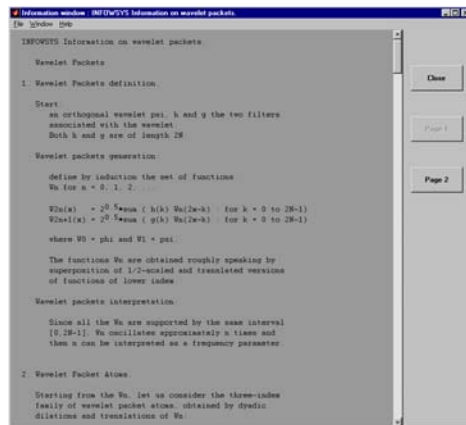 Information window : INFOWSYS Information on wavelet packets.
File Window Help
INFOWSYS Information on wavelet packets.
Wavelet Packets
1. Wavelet Packets definition.
Start:
an orthogonal wavelet psi, h and g the two filters
associated with the wavelet.
Both h and g are of length 2N.
Wavelet packets generation:
define by induction the set of functions
Wn for n = 0, 1, 2, ...
W2n(x) = 2^0.5*sum ( h(k) Wn(2x-k) : for k = 0 to 2N-1)
W2n+1(x) = 2^0.5*sum ( g(k) Wn(2x-k) : for k = 0 to 2N-1)
where W0 = phi and W1 = psi.
The functions Wn are obtained roughly speaking by
superposition of 1/2-scaled and translated versions
of functions of lower index.
Wavelet packets interpretation:
Since all the Wn are supported by the same interval
[0,2N-1], Wn oscillates approximately n times and
then n can be interpreted as a frequency parameter.
2. Wavelet Packet Atoms.
Starting from the Wn, let us consider the three-index
family of wavelet packet atoms, obtained by dyadic
dilations and translations of Wn:
Close
Page 1
Page 2